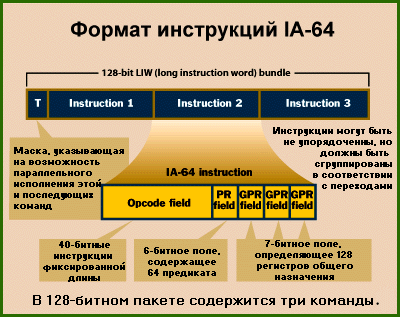 Формат инструкций IA-64
128-bit LIW (long instruction word) bundle
T Instruction 1 Instruction 2 Instruction 3
Маска, указывающая
на возможность
параллельного
исполнения этой
и последующих
команд
Инструкции могут быть
не упорядочены, но
должны быть
сгруппированы
в соответствии
с переходами
IA-64 instruction
Opcode field PR field GPR field GPR field GPR field
40-битные
инструкции
фиксированной
длины
6-битное поле,
содержащее
64 предиката
7-битное поле,
определяющее 128
регистров общего
назначения
В 128-битном пакете содержится три команды.